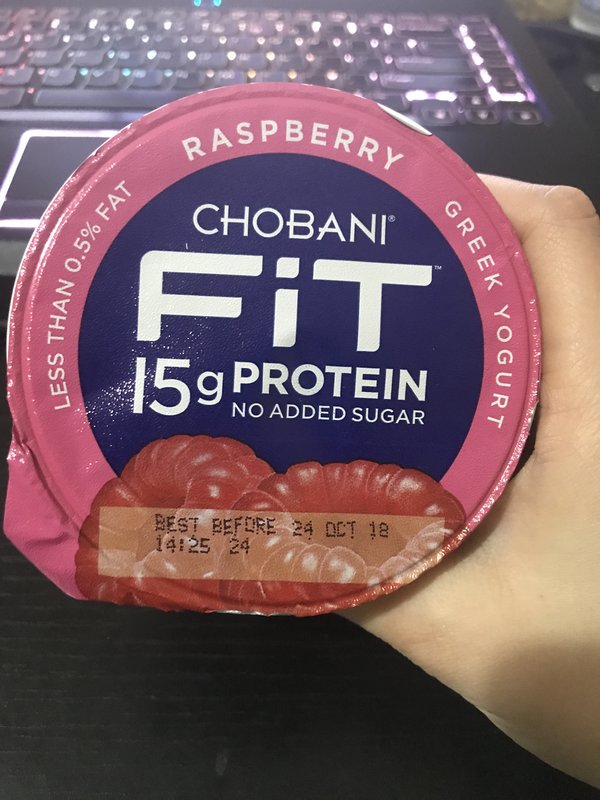 RASPBERRY
LESS THAN 0.5% FAT
GREEK YOGURT
CHOBANI®
FiT™
15g PROTEIN
NO ADDED SUGAR
BEST BEFORE 24 OCT 18
14:25 24